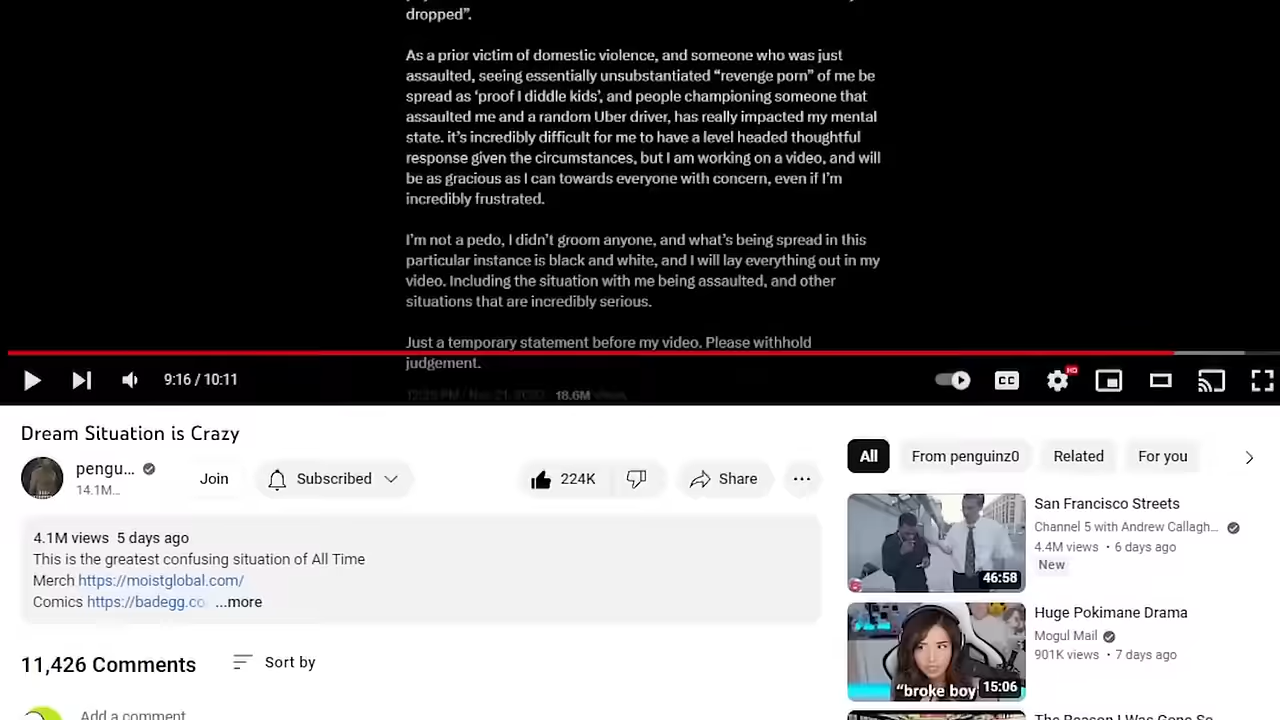 dropped”.
As a prior victim of domestic violence, and someone who was just
assaulted, seeing essentially unsubstantiated “revenge porn” of me be
spread as ‘proof I diddle kids’, and people championing someone that
assaulted me and a random Uber driver, has really impacted my mental
state. it’s incredibly difficult for me to have a level headed thoughtful
response given the circumstances, but I am working on a video, and will
be as gracious as I can towards everyone with concern, even if I’m
incredibly frustrated.
I’m not a pedo, I didn’t groom anyone, and what’s being spread in this
particular instance is black and white, and I will lay everything out in my
video. Including the situation with me being assaulted, and other
situations that are incredibly serious.
Just a temporary statement before my video. Please withhold
judgement.
18.6M Views
9:16 / 10:11
CC
HD
Dream Situation is Crazy
pengu...
14.1M...
Join
Subscribed
224K
Share
4.1M views 5 days ago
This is the greatest confusing situation of All Time
Merch https://moistglobal.com/
Comics https://badegg.co ...more
11,426 Comments
Sort by
Add a comment
All
From penguinz0
Related
For you
San Francisco Streets
Channel 5 with Andrew Callagh...
4.4M views • 6 days ago
New
46:58
Huge Pokimane Drama
Mogul Mail
901K views • 7 days ago
“broke boy
15:06
The Reason I Was Gone So